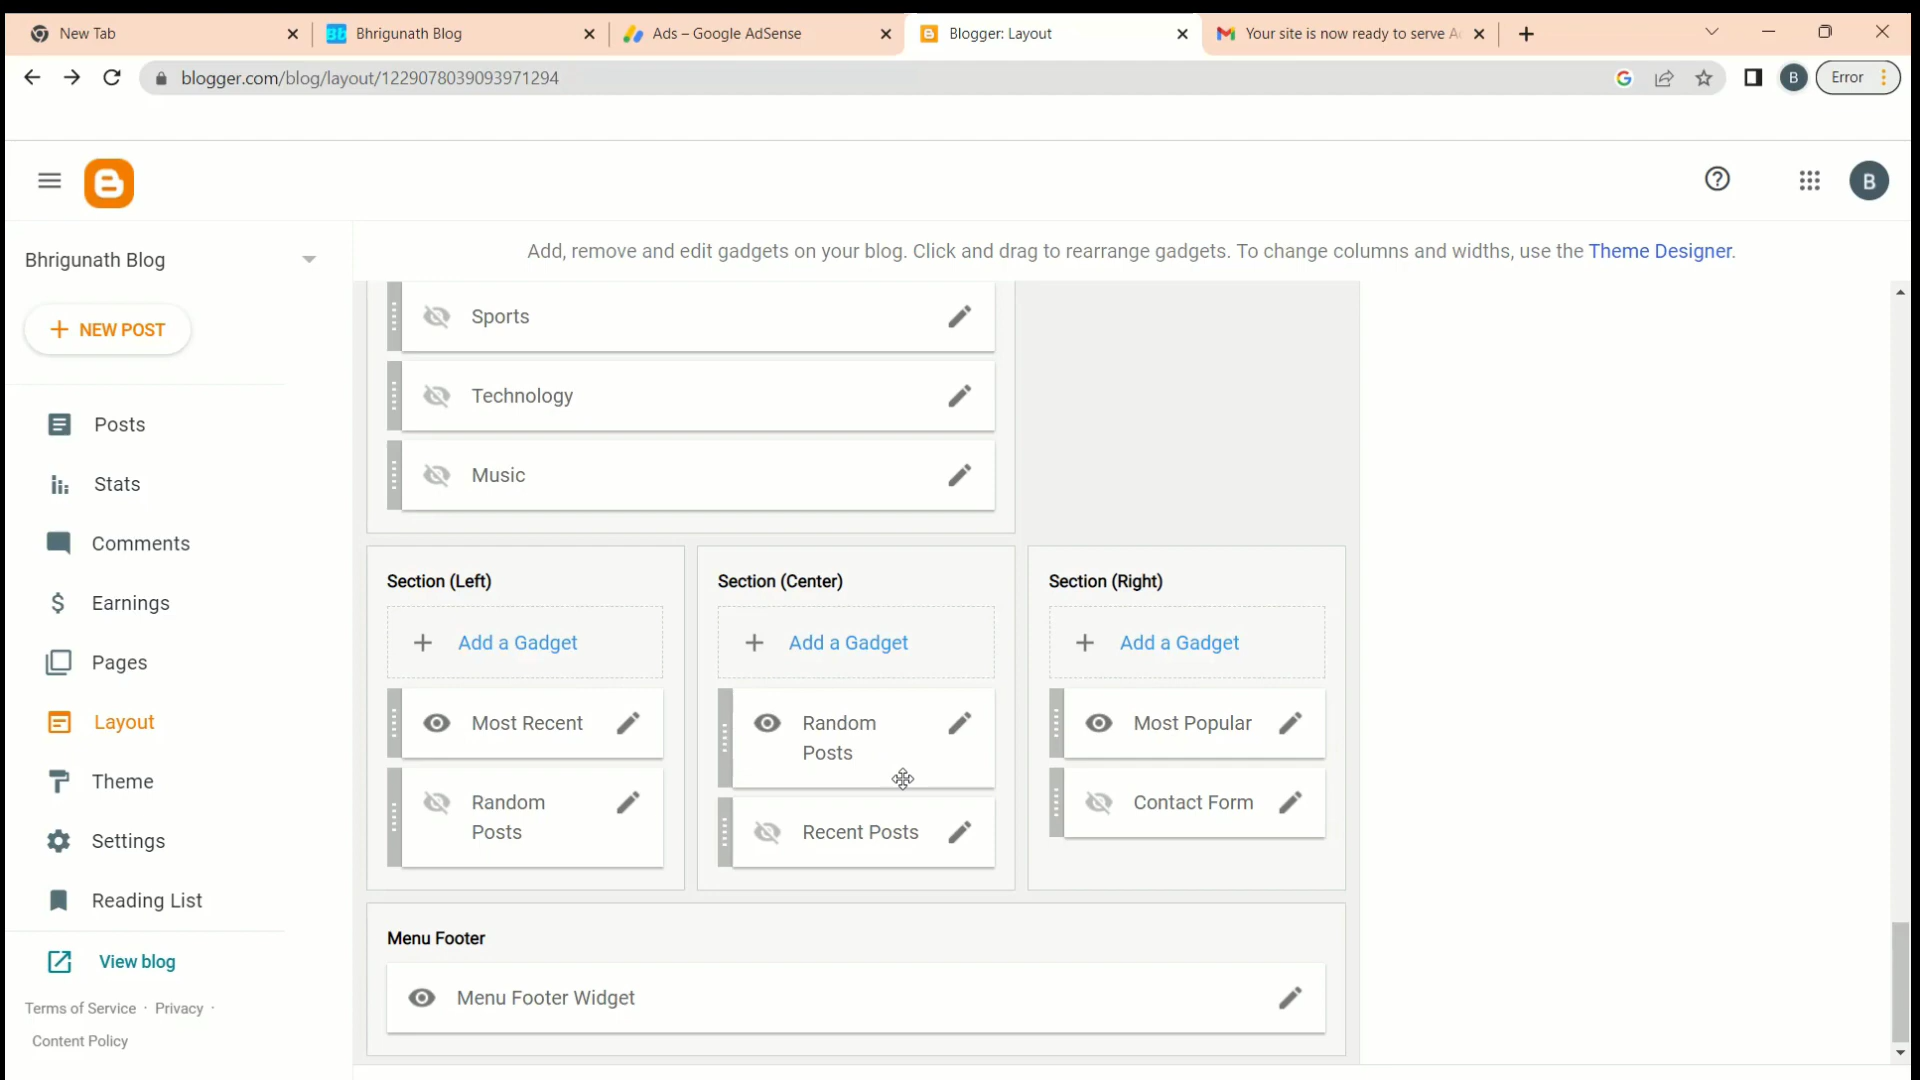 New Tab
Bhrigunath Blog
Ads – Google AdSense
Blogger: Layout
Your site is now ready to serve A
blogger.com/blog/layout/1229078039093971294
B
Error
B
Bhrigunath Blog
Add, remove and edit gadgets on your blog. Click and drag to rearrange gadgets. To change columns and widths, use the Theme Designer.
NEW POST
Posts
Stats
Comments
Earnings
Pages
Layout
Theme
Settings
Reading List
View blog
Terms of Service · Privacy ·
Content Policy
Sports
Technology
Music
Section (Left)
Add a Gadget
Most Recent
Random
Posts
Section (Center)
Add a Gadget
Random
Posts
Recent Posts
Section (Right)
Add a Gadget
Most Popular
Contact Form
Menu Footer
Menu Footer Widget